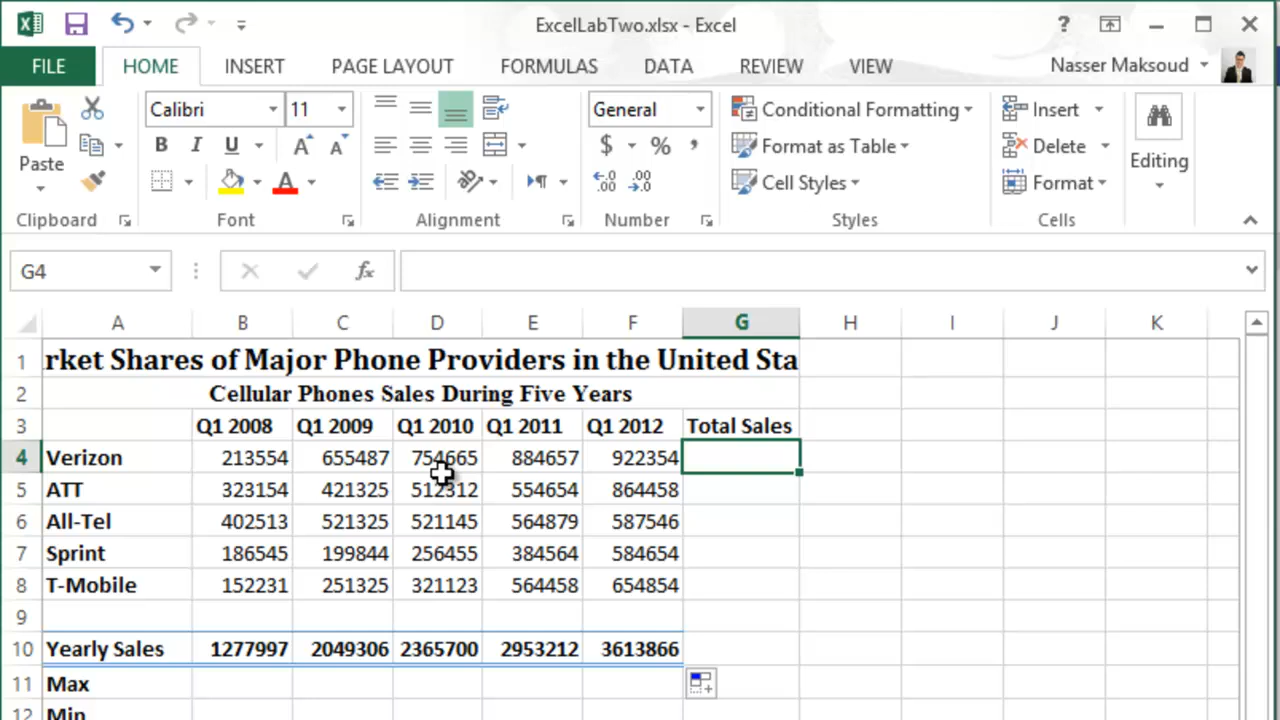 ExcelLabTwo.xlsx - Excel
?
FILE HOME INSERT PAGE LAYOUT FORMULAS DATA REVIEW VIEW Nasser Maksoud
Paste
Calibri 11
B I U A A
A
General
$ % ,
.00
.00
Conditional Formatting
Format as Table
Cell Styles
Insert
Delete
Format
Editing
Clipboard Font Alignment Number Styles Cells
G4 fx
A B C D E F G H I J K
1 rket Shares of Major Phone Providers in the United Sta
2 Cellular Phones Sales During Five Years
3 Q1 2008 Q1 2009 Q1 2010 Q1 2011 Q1 2012 Total Sales
4 Verizon 213554 655487 754665 884657 922354
5 ATT 323154 421325 512312 554654 864458
6 All-Tel 402513 521325 521145 564879 587546
7 Sprint 186545 199844 256455 384564 584654
8 T-Mobile 152231 251325 321123 564458 654854
9
10 Yearly Sales 1277997 2049306 2365700 2953212 3613866
11 Max
12 Min